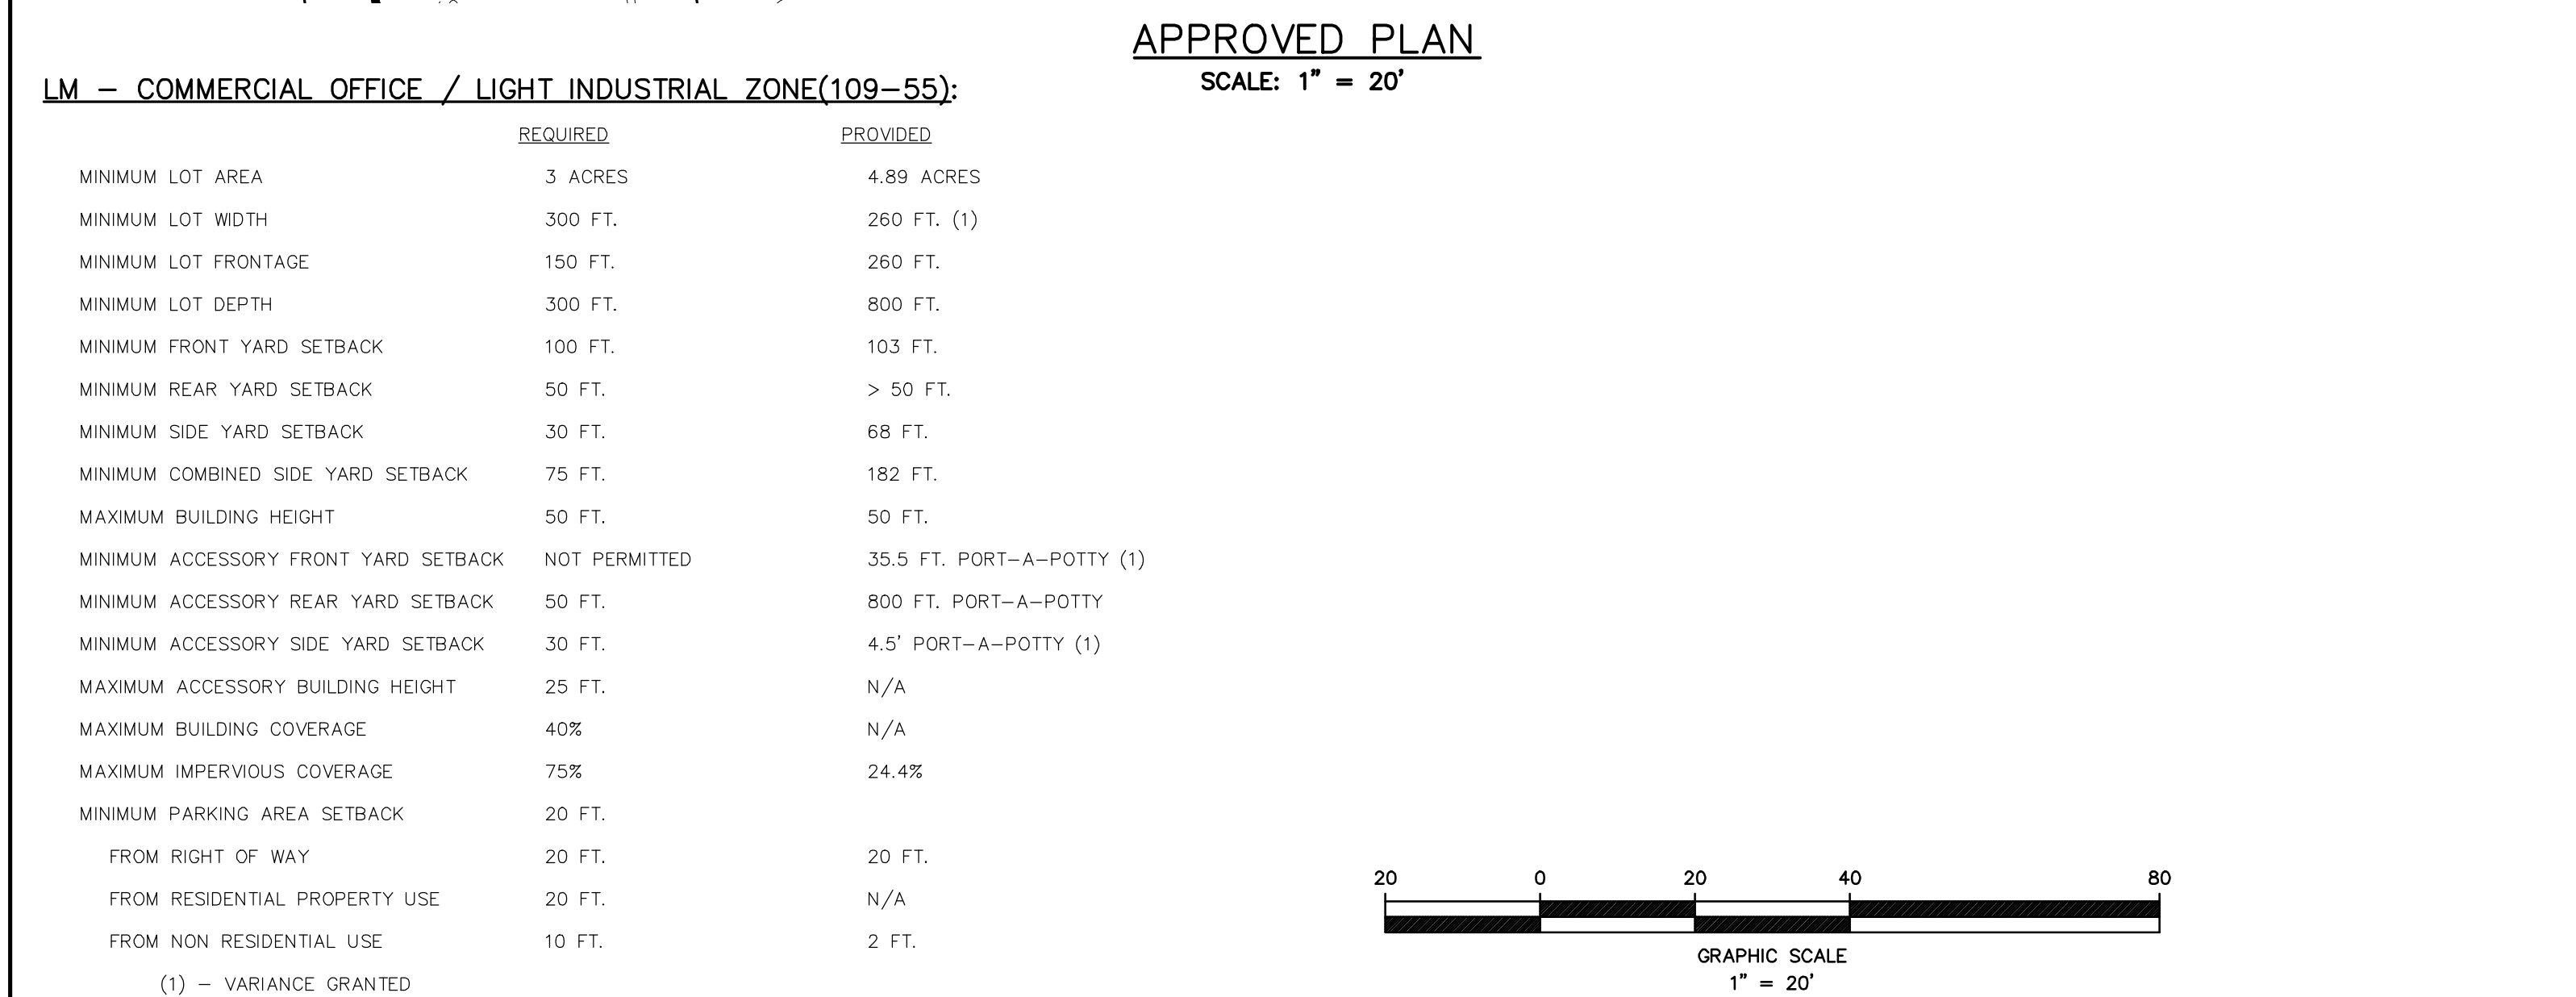 APPROVED PLAN
SCALE: 1" = 20'
LM - COMMERCIAL OFFICE / LIGHT INDUSTRIAL ZONE(109-55):
REQUIRED PROVIDED
MINIMUM LOT AREA 3 ACRES 4.89 ACRES
MINIMUM LOT WIDTH 300 FT. 260 FT. (1)
MINIMUM LOT FRONTAGE 150 FT. 260 FT.
MINIMUM LOT DEPTH 300 FT. 800 FT.
MINIMUM FRONT YARD SETBACK 100 FT. 103 FT.
MINIMUM REAR YARD SETBACK 50 FT. > 50 FT.
MINIMUM SIDE YARD SETBACK 30 FT. 68 FT.
MINIMUM COMBINED SIDE YARD SETBACK 75 FT. 182 FT.
MAXIMUM BUILDING HEIGHT 50 FT. 50 FT.
MINIMUM ACCESSORY FRONT YARD SETBACK NOT PERMITTED 35.5 FT. PORT-A-POTTY (1)
MINIMUM ACCESSORY REAR YARD SETBACK 50 FT. 800 FT. PORT-A-POTTY
MINIMUM ACCESSORY SIDE YARD SETBACK 30 FT. 4.5' PORT-A-POTTY (1)
MAXIMUM ACCESSORY BUILDING HEIGHT 25 FT. N/A
MAXIMUM BUILDING COVERAGE 40% N/A
MAXIMUM IMPERVIOUS COVERAGE 75% 24.4%
MINIMUM PARKING AREA SETBACK 20 FT.
FROM RIGHT OF WAY 20 FT. 20 FT.
FROM RESIDENTIAL PROPERTY USE 20 FT. N/A
FROM NON RESIDENTIAL USE 10 FT. 2 FT.
(1) - VARIANCE GRANTED
20 0 20 40 80
GRAPHIC SCALE
1" = 20'